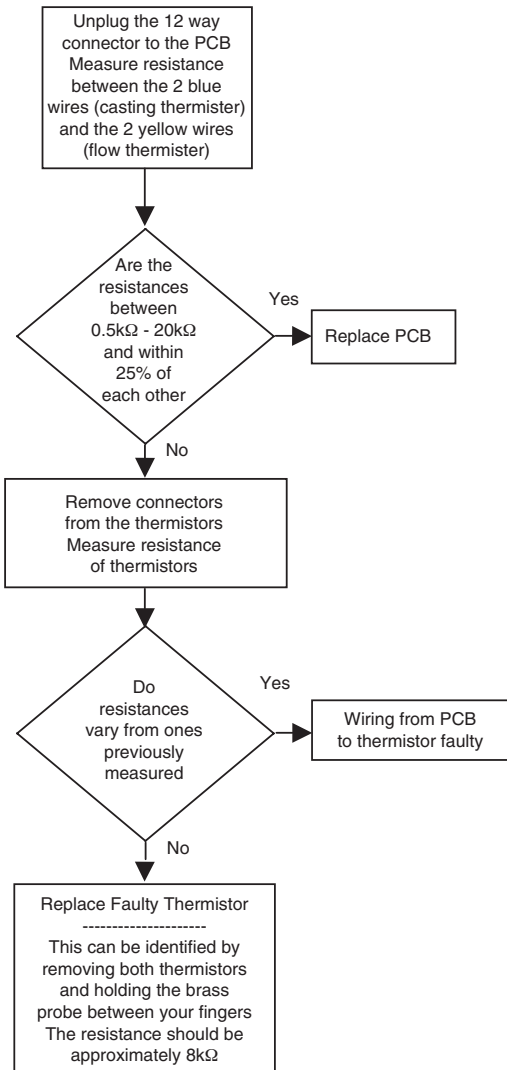 Unplug the 12 way
connector to the PCB
Measure resistance
between the 2 blue
wires (casting thermister)
and the 2 yellow wires
(flow thermister)
Are the
resistances
between
0.5kΩ - 20kΩ
and within
25% of
each other
Yes
Replace PCB
No
Remove connectors
from the thermistors
Measure resistance
of thermistors
Do
resistances
vary from ones
previously
measured
Yes
Wiring from PCB
to thermistor faulty
No
Replace Faulty Thermistor
---------------------
This can be identified by
removing both thermistors
and holding the brass
probe between your fingers
The resistance should be
approximately 8kΩ